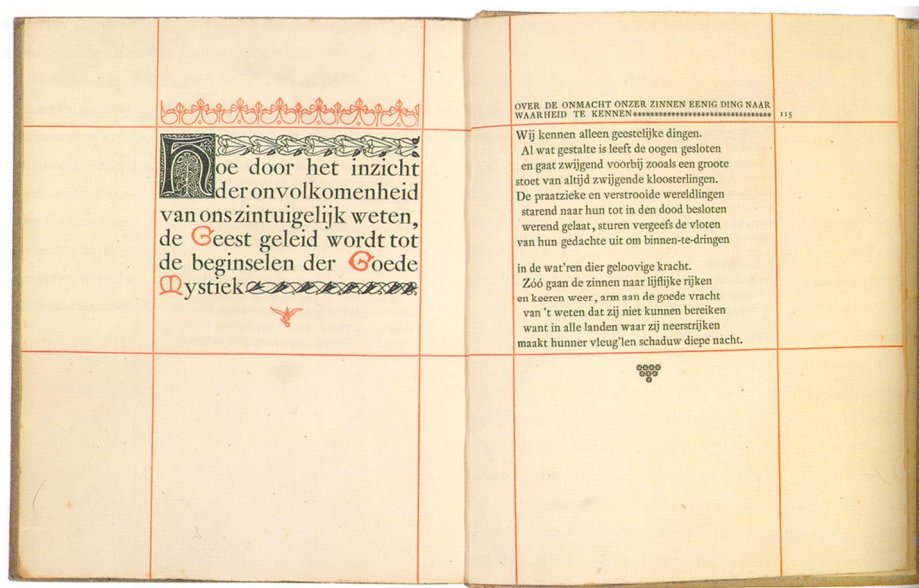 Hoe door het inzicht
der onvolkomenheid
van ons zintuigelijk weten,
de Geest geleid wordt tot
de beginselen der Goede
Mystiek
OVER DE ONMACHT ONZER ZINNEN EENIG DING NAAR
WAARHEID TE KENNEN 115
Wij kennen alleen geestelijke dingen.
Al wat gestalte is leeft de oogen gesloten
en gaat zwijgend voorbij zooals een groote
stoet van altijd zwijgende kloosterlingen.
De praatzieke en verstrooide wereldlingen
starend naar hun tot in den dood besloten
werend gelaat, sturen vergeefs de vloten
van hun gedachte uit om binnen-te-dringen
in de wat'ren dier geloovige kracht.
Zóó gaan de zinnen naar lijflijke rijken
en keeren weer, arm aan de goede vracht
van 't weten dat zij niet kunnen bereiken
want in alle landen waar zij neerstrijken
maakt hunner vleug'len schaduw diepe nacht.